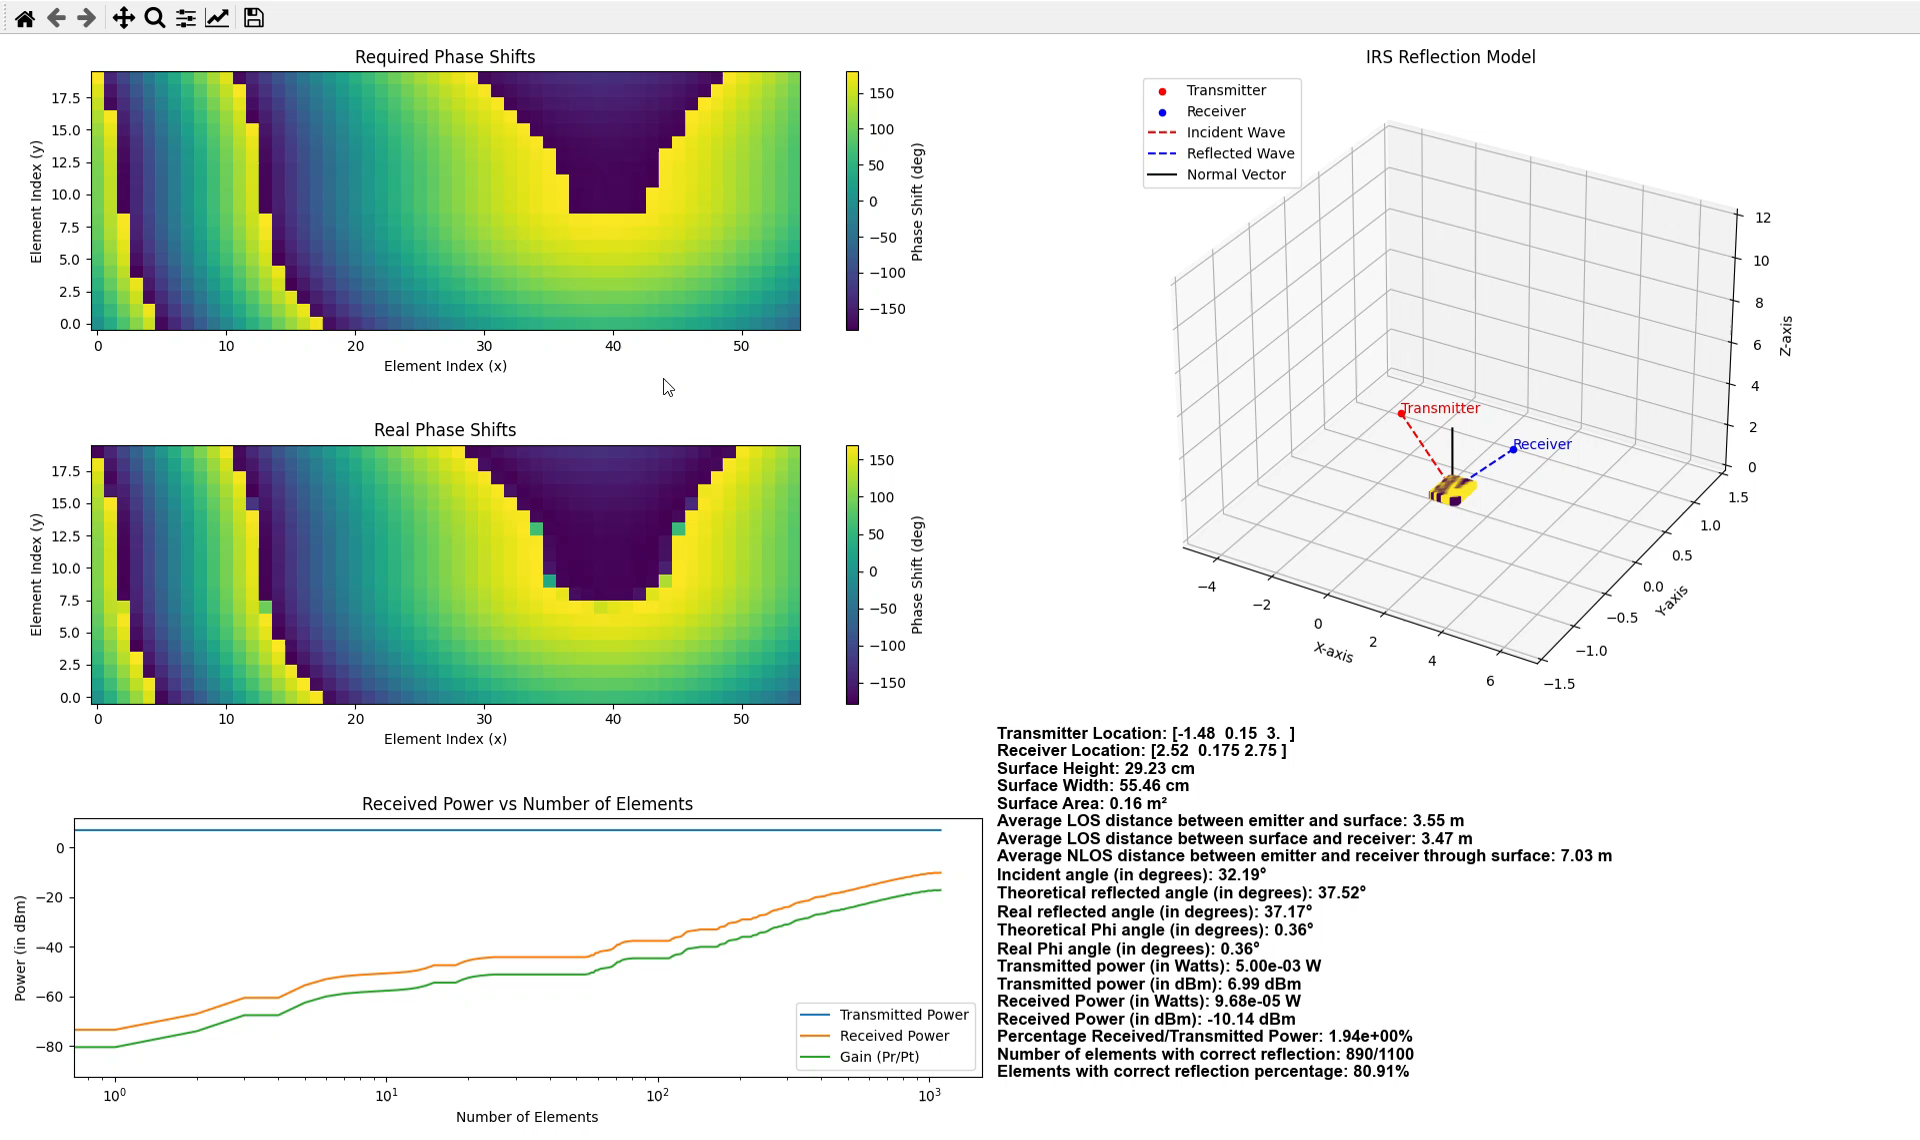 Required Phase Shifts
17.5
15.0
12.5
10.0
7.5
5.0
2.5
0.0
Element Index (y)
0 10 20 30 40 50
Element Index (x)
150
100
50
0
−50
−100
−150
Phase Shift (deg)
Real Phase Shifts
17.5
15.0
12.5
10.0
7.5
5.0
2.5
0.0
Element Index (y)
0 10 20 30 40 50
Element Index (x)
150
100
50
0
−50
−100
−150
Phase Shift (deg)
Received Power vs Number of Elements
0
−20
−40
−60
−80
Power (in dBm)
10⁰ 10¹ 10² 10³
Number of Elements
Transmitted Power
Received Power
Gain (Pr/Pt)
IRS Reflection Model
Transmitter
Receiver
Incident Wave
Reflected Wave
Normal Vector
Transmitter
Receiver
12
10
8
6
4
2
0
Z-axis
1.5
1.0
0.5
0.0
−0.5
−1.0
−1.5
Y-axis
−4
−2
0
2
4
6
X-axis
Transmitter Location: [-1.48 0.15 3. ]
Receiver Location: [2.52 0.175 2.75 ]
Surface Height: 29.23 cm
Surface Width: 55.46 cm
Surface Area: 0.16 m²
Average LOS distance between emitter and surface: 3.55 m
Average LOS distance between surface and receiver: 3.47 m
Average NLOS distance between emitter and receiver through surface: 7.03 m
Incident angle (in degrees): 32.19°
Theoretical reflected angle (in degrees): 37.52°
Real reflected angle (in degrees): 37.17°
Theoretical Phi angle (in degrees): 0.36°
Real Phi angle (in degrees): 0.36°
Transmitted power (in Watts): 5.00e-03 W
Transmitted power (in dBm): 6.99 dBm
Received Power (in Watts): 9.68e-05 W
Received Power (in dBm): -10.14 dBm
Percentage Received/Transmitted Power: 1.94e+00%
Number of elements with correct reflection: 890/1100
Elements with correct reflection percentage: 80.91%